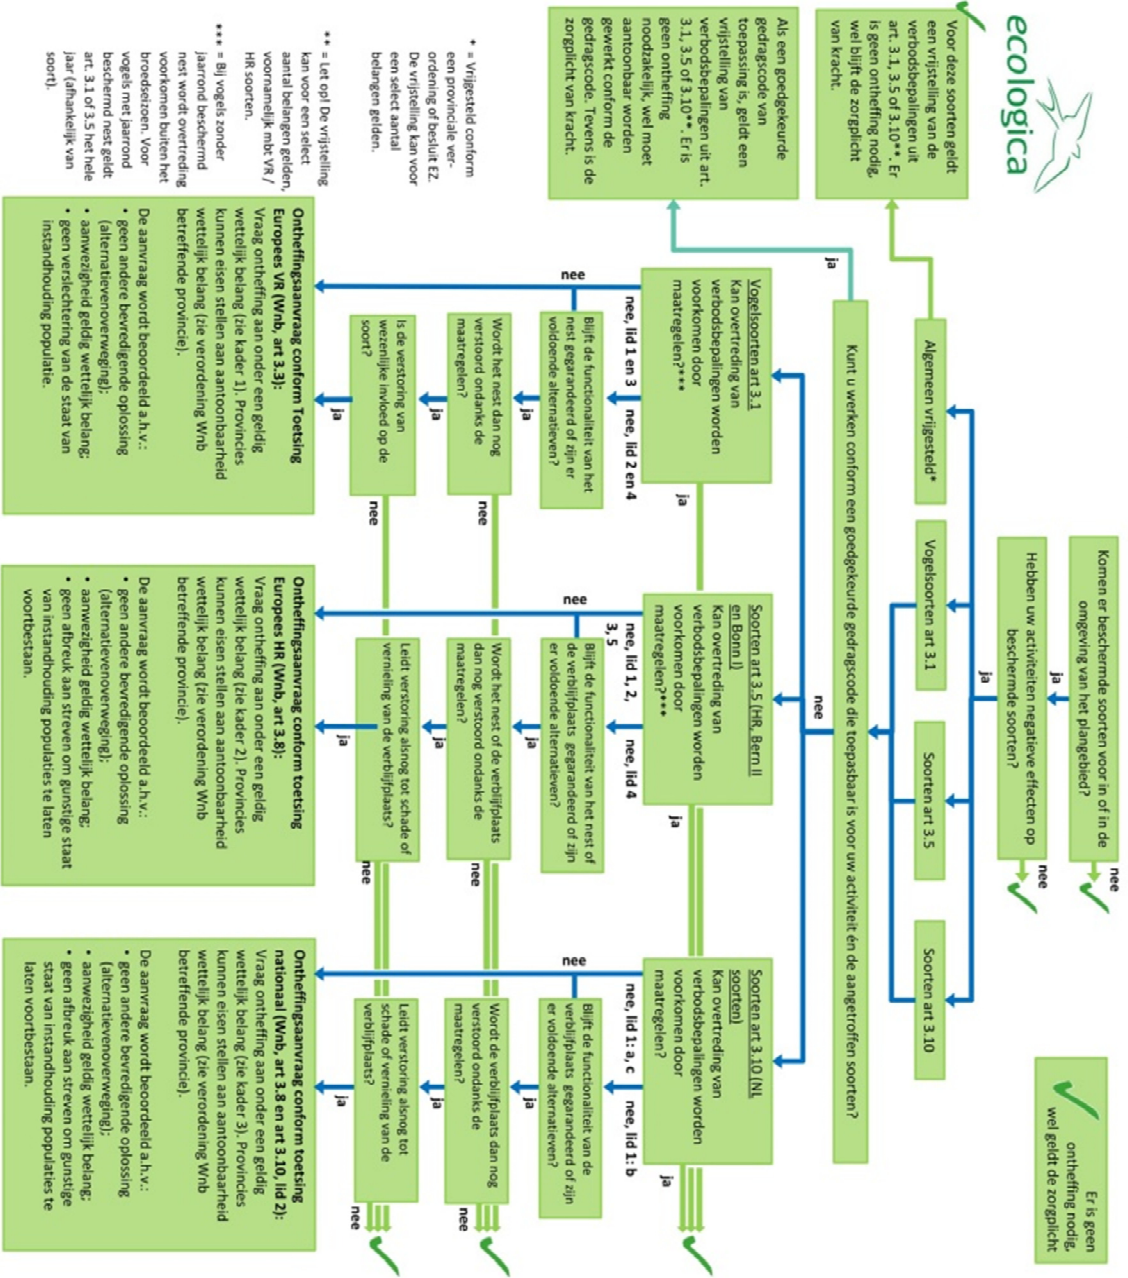 ecologica
Komen er beschermde soorten voor in of in de
omgeving van het plangebied?
nee
ja
Hebben uw activiteiten negatieve effecten op
beschermde soorten?
nee
ja
Er is geen
ontheffing nodig,
wel geldt de zorgplicht
Algemeen vrijgesteld*
Vogelsoorten art 3.1
Soorten art 3.5
Soorten art 3.10
Voor deze soorten geldt
een vrijstelling van de
verbodsbepalingen uit
art. 3.1, 3.5 of 3.10**. Er
is geen ontheffing nodig,
wel blijft de zorgplicht
van kracht.
Kunt u werken conform een goedgekeurde gedragscode die toepasbaar is voor uw activiteit én de aangetroffen soorten?
ja
nee
Als een goedgekeurde
gedragscode van
toepassing is, geldt een
vrijstelling van
verbodsbepalingen uit art.
3.1, 3.5 of 3.10**. Er is
geen ontheffing
noodzakelijk, wel moet
aantoonbaar worden
gewerkt conform de
gedragscode. Tevens is de
zorgplicht van kracht.
Vogelsoorten art 3.1
Kan overtreding van
verbodsbepalingen worden
voorkomen door
maatregelen?***
ja
Soorten art 3.5 (HR, Bern II
en Bonn I)
Kan overtreding van
verbodsbepalingen worden
voorkomen door
maatregelen?***
ja
Soorten art 3.10 (NL
soorten)
Kan overtreding van
verbodsbepalingen worden
voorkomen door
maatregelen?
ja
nee, lid 1 en 3
nee, lid 2 en 4
nee, lid 1, 2,
3, 5
nee, lid 4
nee, lid 1: a, c
nee, lid 1: b
nee
Blijft de functionaliteit van het
nest gegarandeerd of zijn er
voldoende alternatieven?
ja
nee
Blijft de functionaliteit van het nest of
de verblijfplaats gegarandeerd of zijn
er voldoende alternatieven?
ja
nee
Blijft de functionaliteit van de
verblijfplaats gegarandeerd of zijn
er voldoende alternatieven?
ja
Wordt het nest dan nog
verstoord ondanks de
maatregelen?
nee
ja
Wordt het nest of de verblijfplaats
dan nog verstoord ondanks de
maatregelen?
nee
ja
Wordt de verblijfplaats dan nog
verstoord ondanks de
maatregelen?
nee
ja
Is de verstoring van
wezenlijke invloed op de
soort?
nee
ja
Leidt verstoring alsnog tot schade of
vernieling van de verblijfplaats?
nee
ja
Leidt verstoring alsnog tot
schade of vernieling van de
verblijfplaats?
nee
ja
* = Vrijgesteld conform
een provinciale ver-
ordening of besluit EZ.
De vrijstelling kan voor
een select aantal
belangen gelden.
** = Let op! De vrijstelling
kan voor een select
aantal belangen gelden,
voornamelijk mbt VR /
HR soorten.
*** = Bij vogels zonder
jaarrond beschermd
nest wordt overtreding
voorkomen buiten het
broedseizoen. Voor
vogels met jaarrond
beschermd nest geldt
art. 3.1 of 3.5 het hele
jaar (afhankelijk van
soort).
Ontheffingsaanvraag conform Toetsing
Europees VR (Wnb, art 3.3):
Vraag ontheffing aan onder een geldig
wettelijk belang (zie kader 1). Provincies
kunnen eisen stellen aan aantoonbaarheid
wettelijk belang (zie verordening Wnb
betreffende provincie).
De aanvraag wordt beoordeeld a.h.v.:
• geen andere bevredigende oplossing
(alternatievenoverweging);
• aanwezigheid geldig wettelijk belang;
• geen verslechtering van de staat van
instandhouding populatie.
Ontheffingsaanvraag conform toetsing
Europees HR (Wnb, art 3.8):
Vraag ontheffing aan onder een geldig
wettelijk belang (zie kader 2). Provincies
kunnen eisen stellen aan aantoonbaarheid
wettelijk belang (zie verordening Wnb
betreffende provincie).
De aanvraag wordt beoordeeld a.h.v.:
• geen andere bevredigende oplossing
(alternatievenoverweging);
• aanwezigheid geldig wettelijk belang;
• geen afbreuk aan streven om gunstige staat
van instandhouding populaties te laten
voortbestaan.
Ontheffingsaanvraag conform toetsing
nationaal (Wnb, art 3.8 en art 3.10, lid 2):
Vraag ontheffing aan onder een geldig
wettelijk belang (zie kader 3). Provincies
kunnen eisen stellen aan aantoonbaarheid
wettelijk belang (zie verordening Wnb
betreffende provincie).
De aanvraag wordt beoordeeld a.h.v.:
• geen andere bevredigende oplossing
(alternatievenoverweging);
• aanwezigheid geldig wettelijk belang;
• geen afbreuk aan streven om gunstige
staat van instandhouding populaties te
laten voortbestaan.